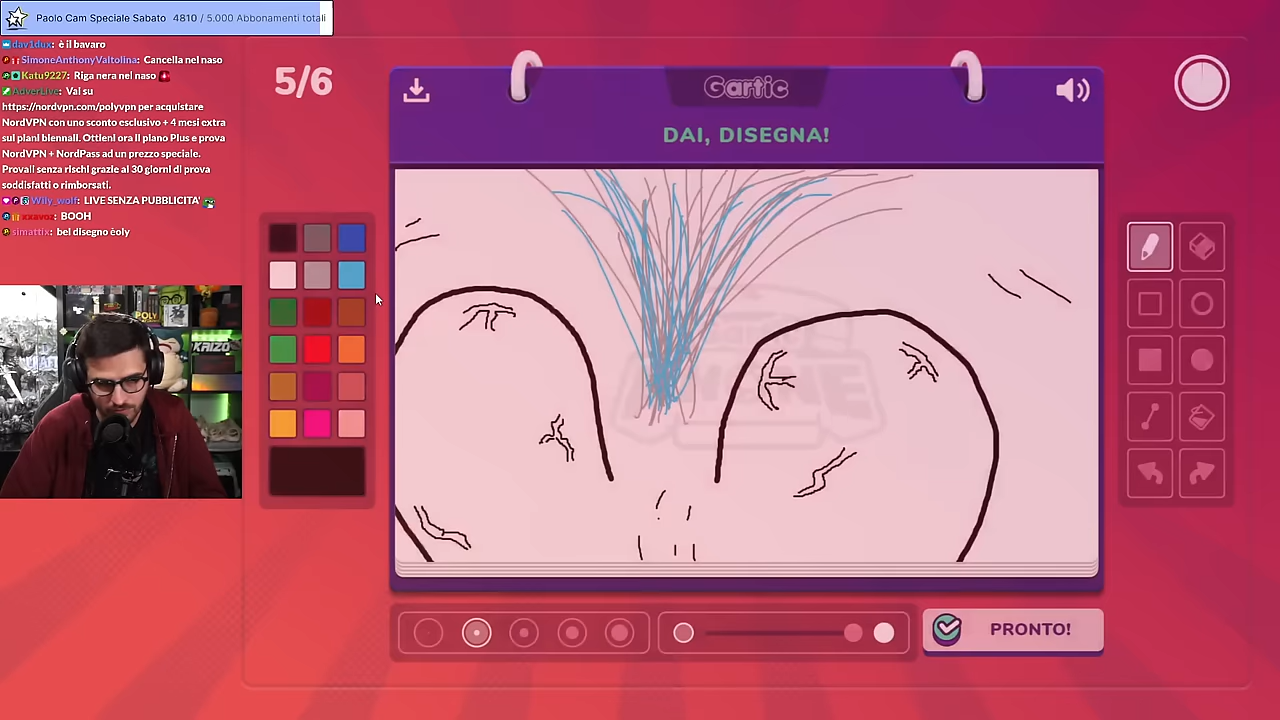 Paolo Cam Speciale Sabato 4810 / 5.000 Abbonamenti totali
dav1dux: è il bavaro
SimoneAnthonyValtolina: Cancella nel naso
Katu9227: Riga nera nel naso
AdverLive: Vai su
https://nordvpn.com/polyvpn per acquistare
NordVPN con uno sconto esclusivo + 4 mesi extra
sui piani biennali. Ottieni ora il piano Plus e prova
NordVPN + NordPass ad un prezzo speciale.
Provali senza rischi grazie ai 30 giorni di prova
soddisfatti o rimborsati.
Wily_wolf: LIVE SENZA PUBBLICITA'
xxavoz: BOOH
simattix: bel disegno èoly
5/6
Gartic
DAI, DISEGNA!
POLY
KAIZO
PRONTO!